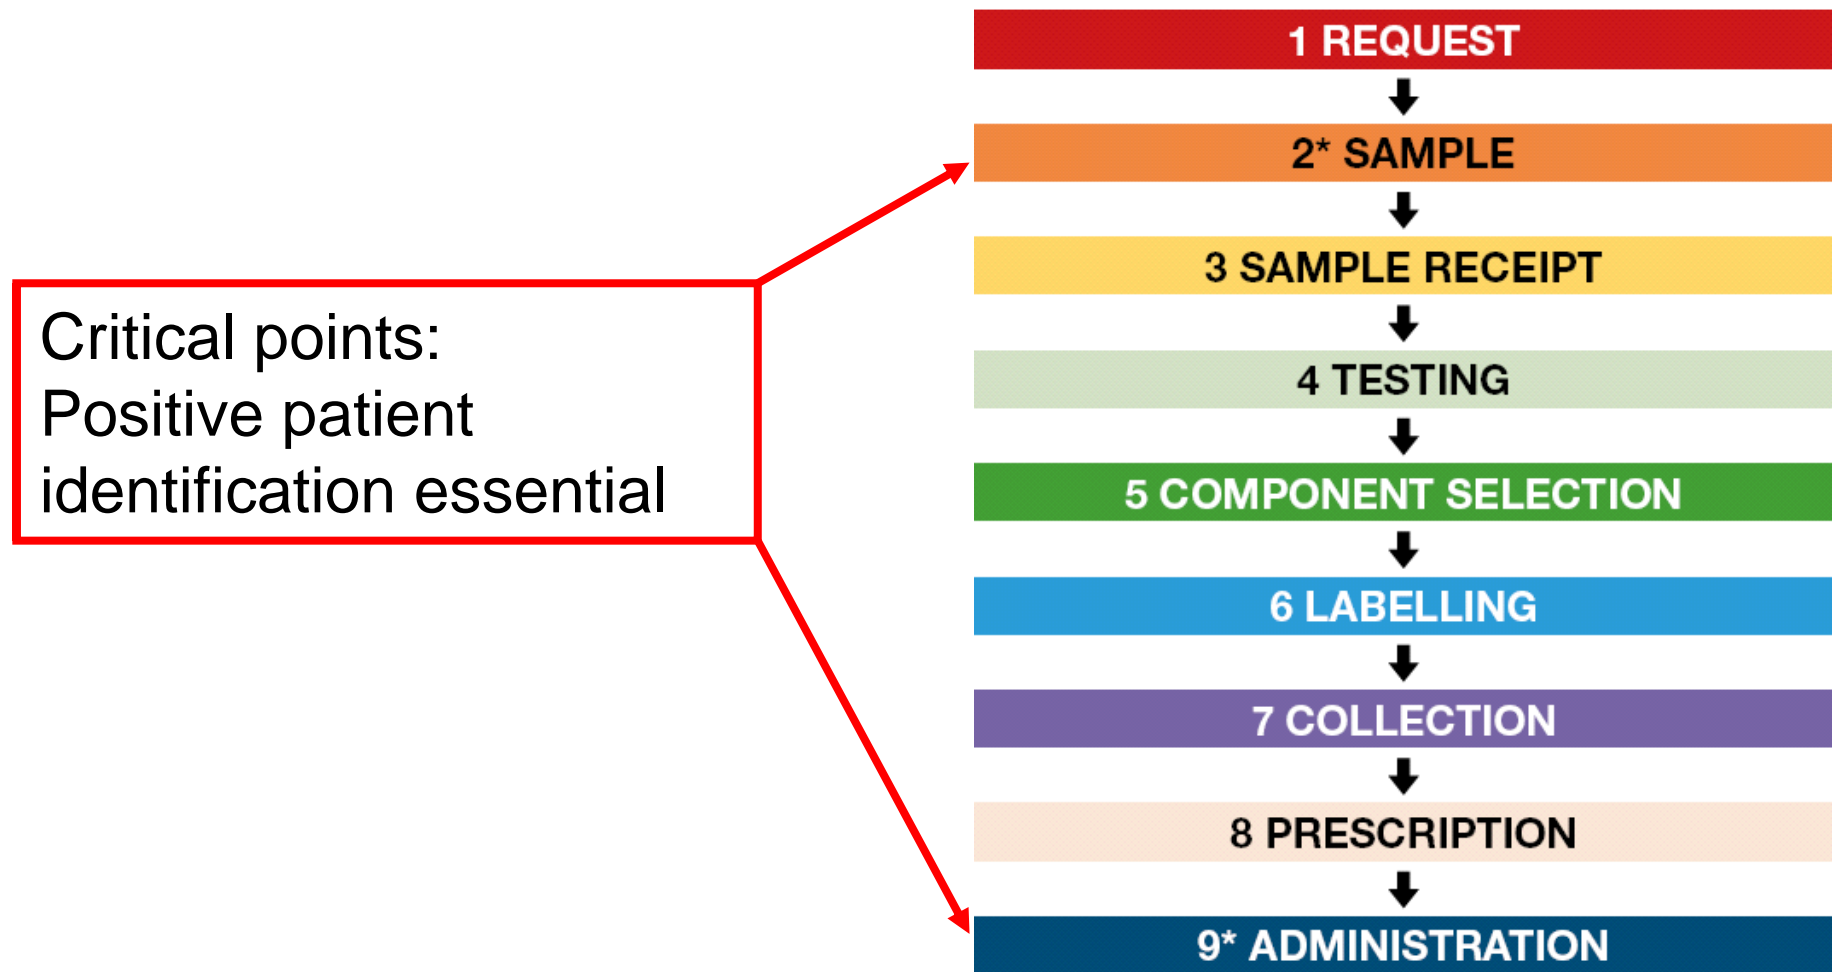 1 REQUEST
2* SAMPLE
3 SAMPLE RECEIPT
Critical points:
Positive patient
identification essential
4 TESTING
5 COMPONENT SELECTION
6 LABELLING
7 COLLECTION
8 PRESCRIPTION
9* ADMINISTRATION